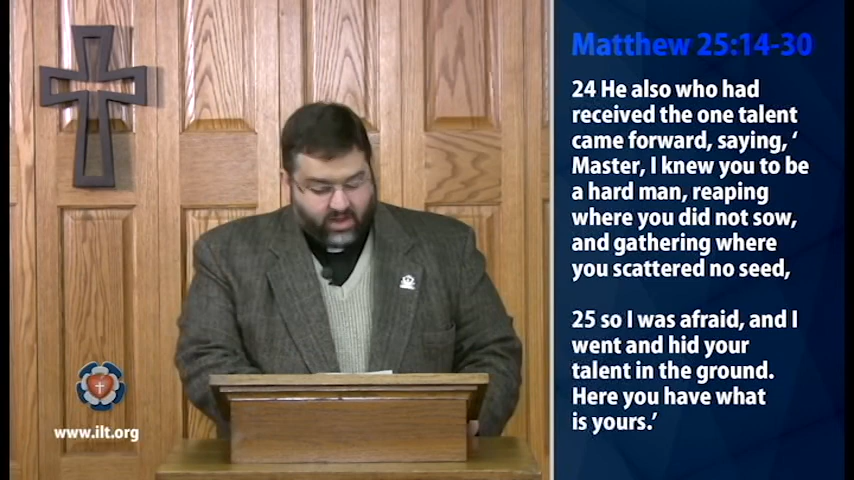 www.ilt.org
Matthew 25:14-30
24 He also who had
received the one talent
came forward, saying, ‘
Master, I knew you to be
a hard man, reaping
where you did not sow,
and gathering where
you scattered no seed,
25 so I was afraid, and I
went and hid your
talent in the ground.
Here you have what
is yours.’